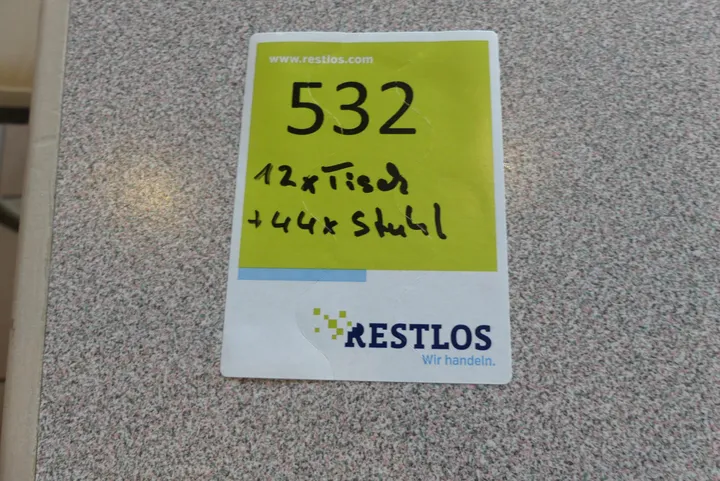 www.restlos.com
532
12x Tisch
+44x Stuhl
RESTLOS
Wir handeln.